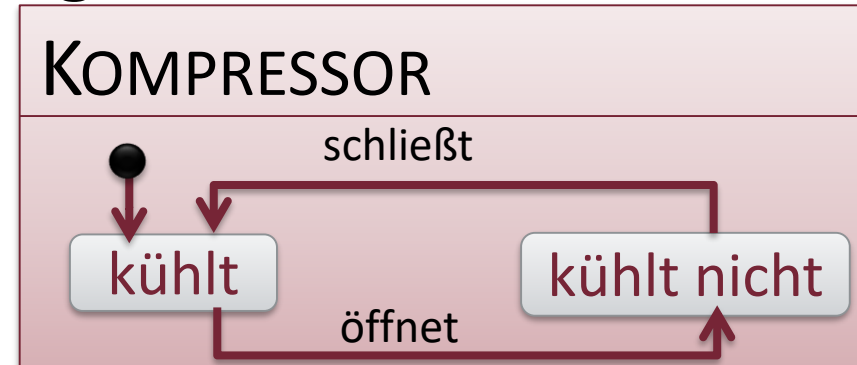 KOMPRESSOR
schließt
kühlt
kühlt nicht
öffnet